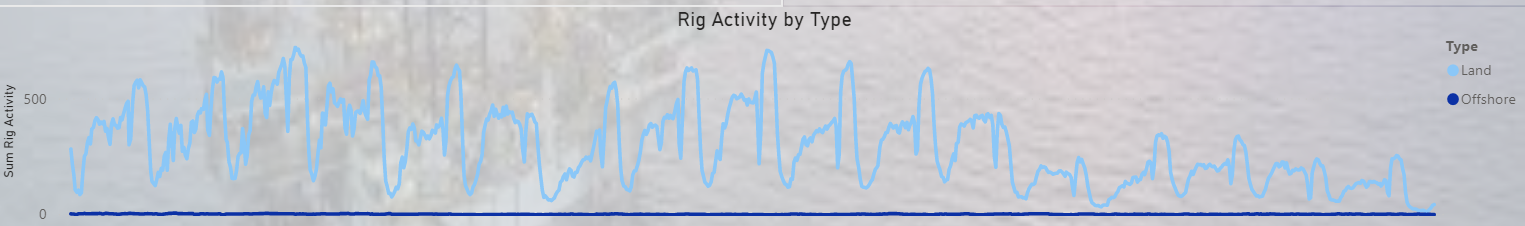 Rig Activity by Type
Type
Land
Offshore
Sum Rig Activity
500
0